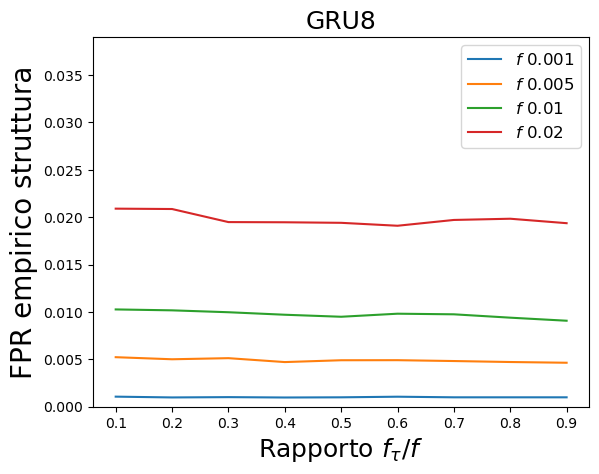 GRU8
f 0.001
f 0.005
f 0.01
f 0.02
FPR empirico struttura
0.035
0.030
0.025
0.020
0.015
0.010
0.005
0.000
0.1 0.2 0.3 0.4 0.5 0.6 0.7 0.8 0.9
Rapporto fτ/f